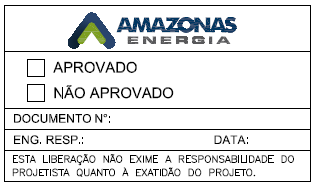 AMAZONAS
ENERGIA
APROVADO
NÃO APROVADO
DOCUMENTO N°:
ENG. RESP.: DATA:
ESTA LIBERAÇÃO NÃO EXIME A RESPONSABILIDADE DO
PROJETISTA QUANTO À EXATIDÃO DO PROJETO.